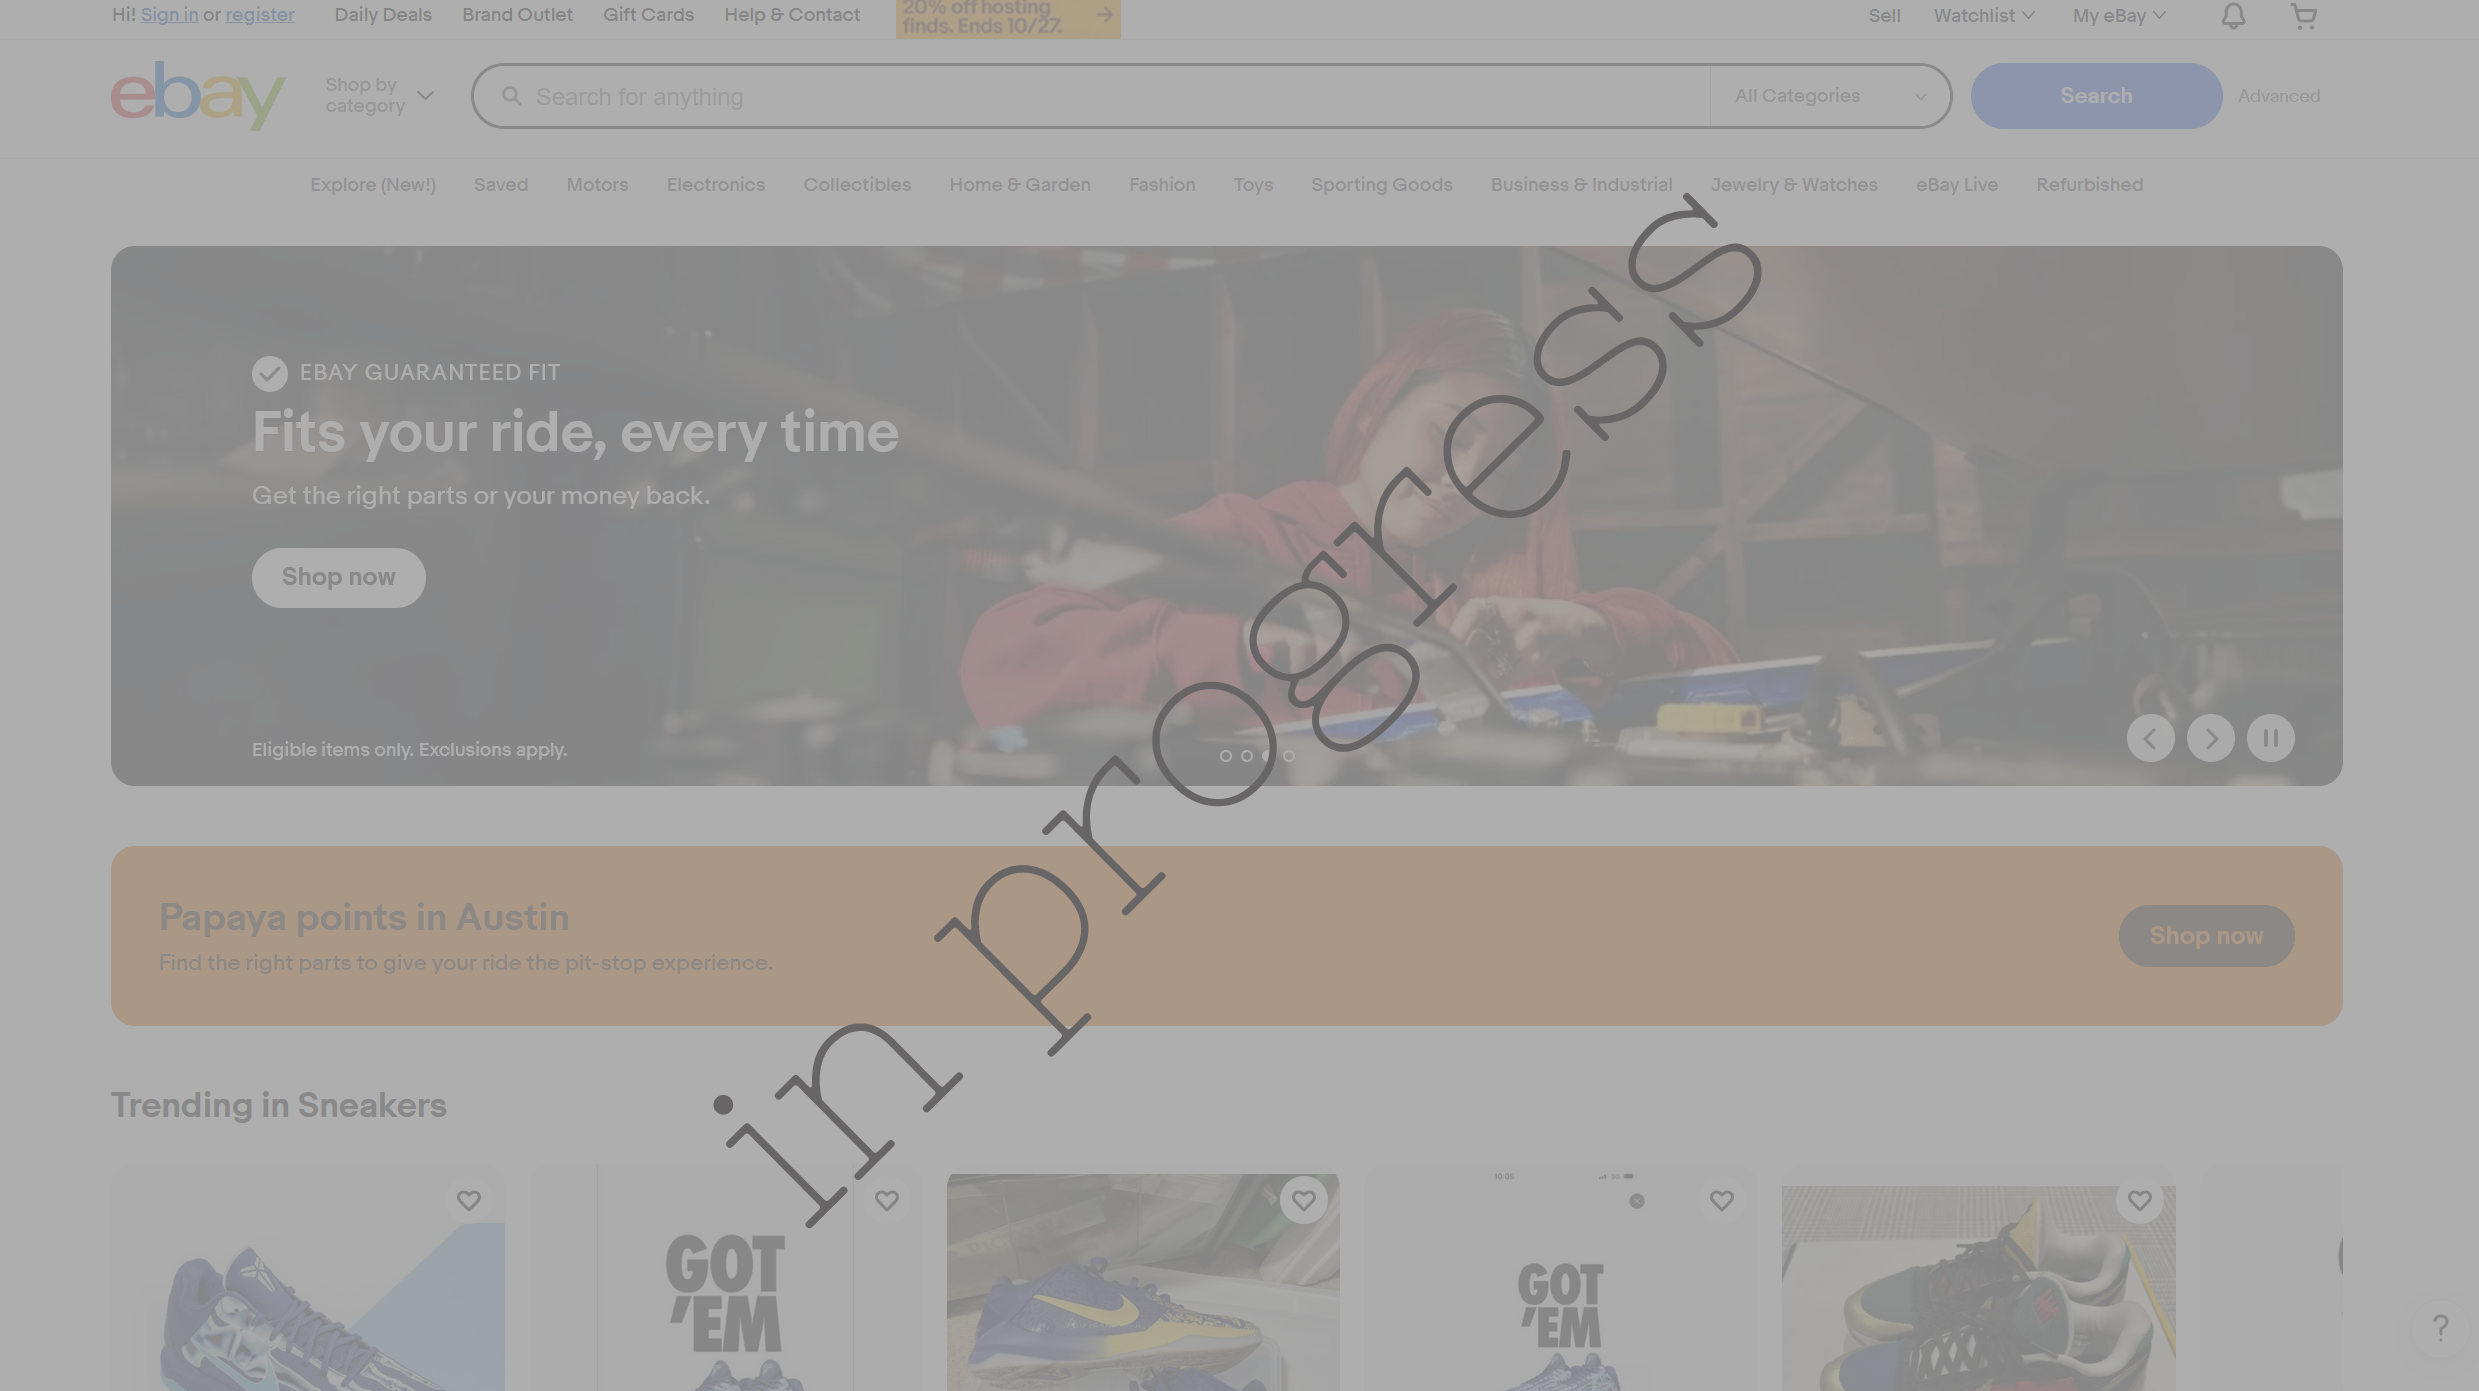 Hi! Sign in or register
Daily Deals
Brand Outlet
Gift Cards
Help & Contact
20% off hosting
finds. Ends 10/27.
Sell
Watchlist
My eBay
ebay
Shop by
category
Search for anything
All Categories
Search
Advanced
Explore (New!)
Saved
Motors
Electronics
Collectibles
Home & Garden
Fashion
Toys
Sporting Goods
Business & Industrial
Jewelry & Watches
eBay Live
Refurbished
EBAY GUARANTEED FIT
Fits your ride, every time
Get the right parts or your money back.
Shop now
Eligible items only. Exclusions apply.
in progress
Papaya points in Austin
Find the right parts to give your ride the pit-stop experience.
Shop now
Trending in Sneakers
GOT
'EM
10:05
5G
GOT
'EM
?